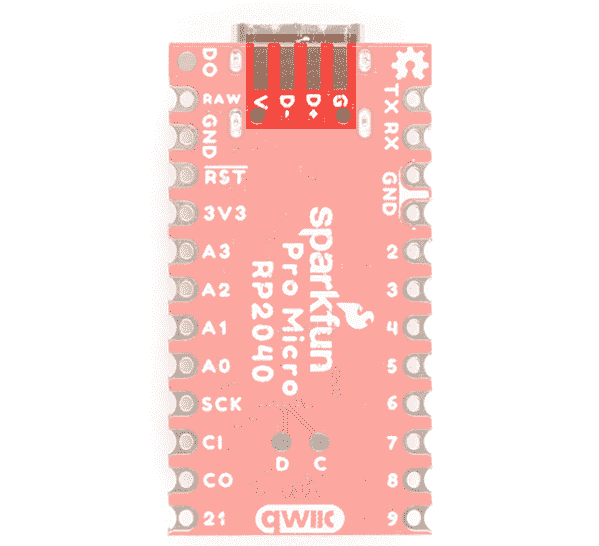 DO
RAW
GND
RST
3V3
A3
A2
A1
A0
SCK
CI
CO
21
V
D-
D+
G
TX
RX
GND
2
3
4
5
6
7
8
9
sparkfun
Pro Micro
RP2040
D
C
qwiic